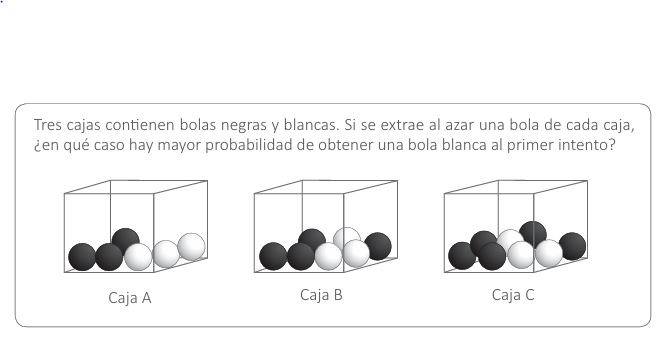 Tres cajas contienen bolas negras y blancas. Si se extrae al azar una bola de cada caja,
¿en qué caso hay mayor probabilidad de obtener una bola blanca al primer intento?
Caja A
Caja B
Caja C